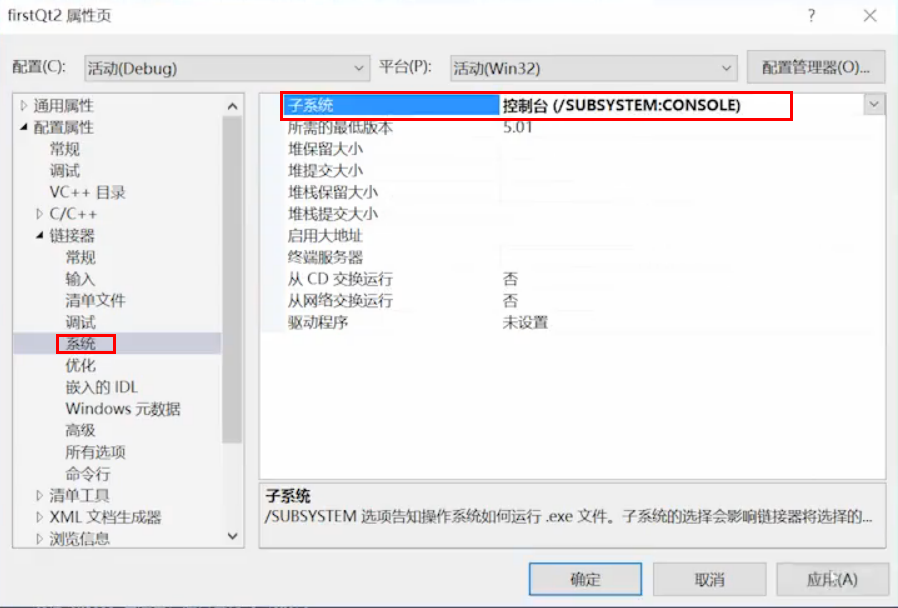 firstQt2 属性页
配置(C): 活动(Debug) 平台(P): 活动(Win32) 配置管理器(O)...
通用属性
配置属性
常规
调试
VC++ 目录
C/C++
链接器
常规
输入
清单文件
调试
系统
优化
嵌入的 IDL
Windows 元数据
高级
所有选项
命令行
清单工具
XML 文档生成器
浏览信息
子系统 控制台 (/SUBSYSTEM:CONSOLE)
所需的最低版本 5.01
堆保留大小
堆提交大小
堆栈保留大小
堆栈提交大小
启用大地址
终端服务器
从 CD 交换运行 否
从网络交换运行 否
驱动程序 未设置
子系统
/SUBSYSTEM 选项告知操作系统如何运行 .exe 文件。子系统的选择会影响链接器将选择的...
确定 取消 应用(A)